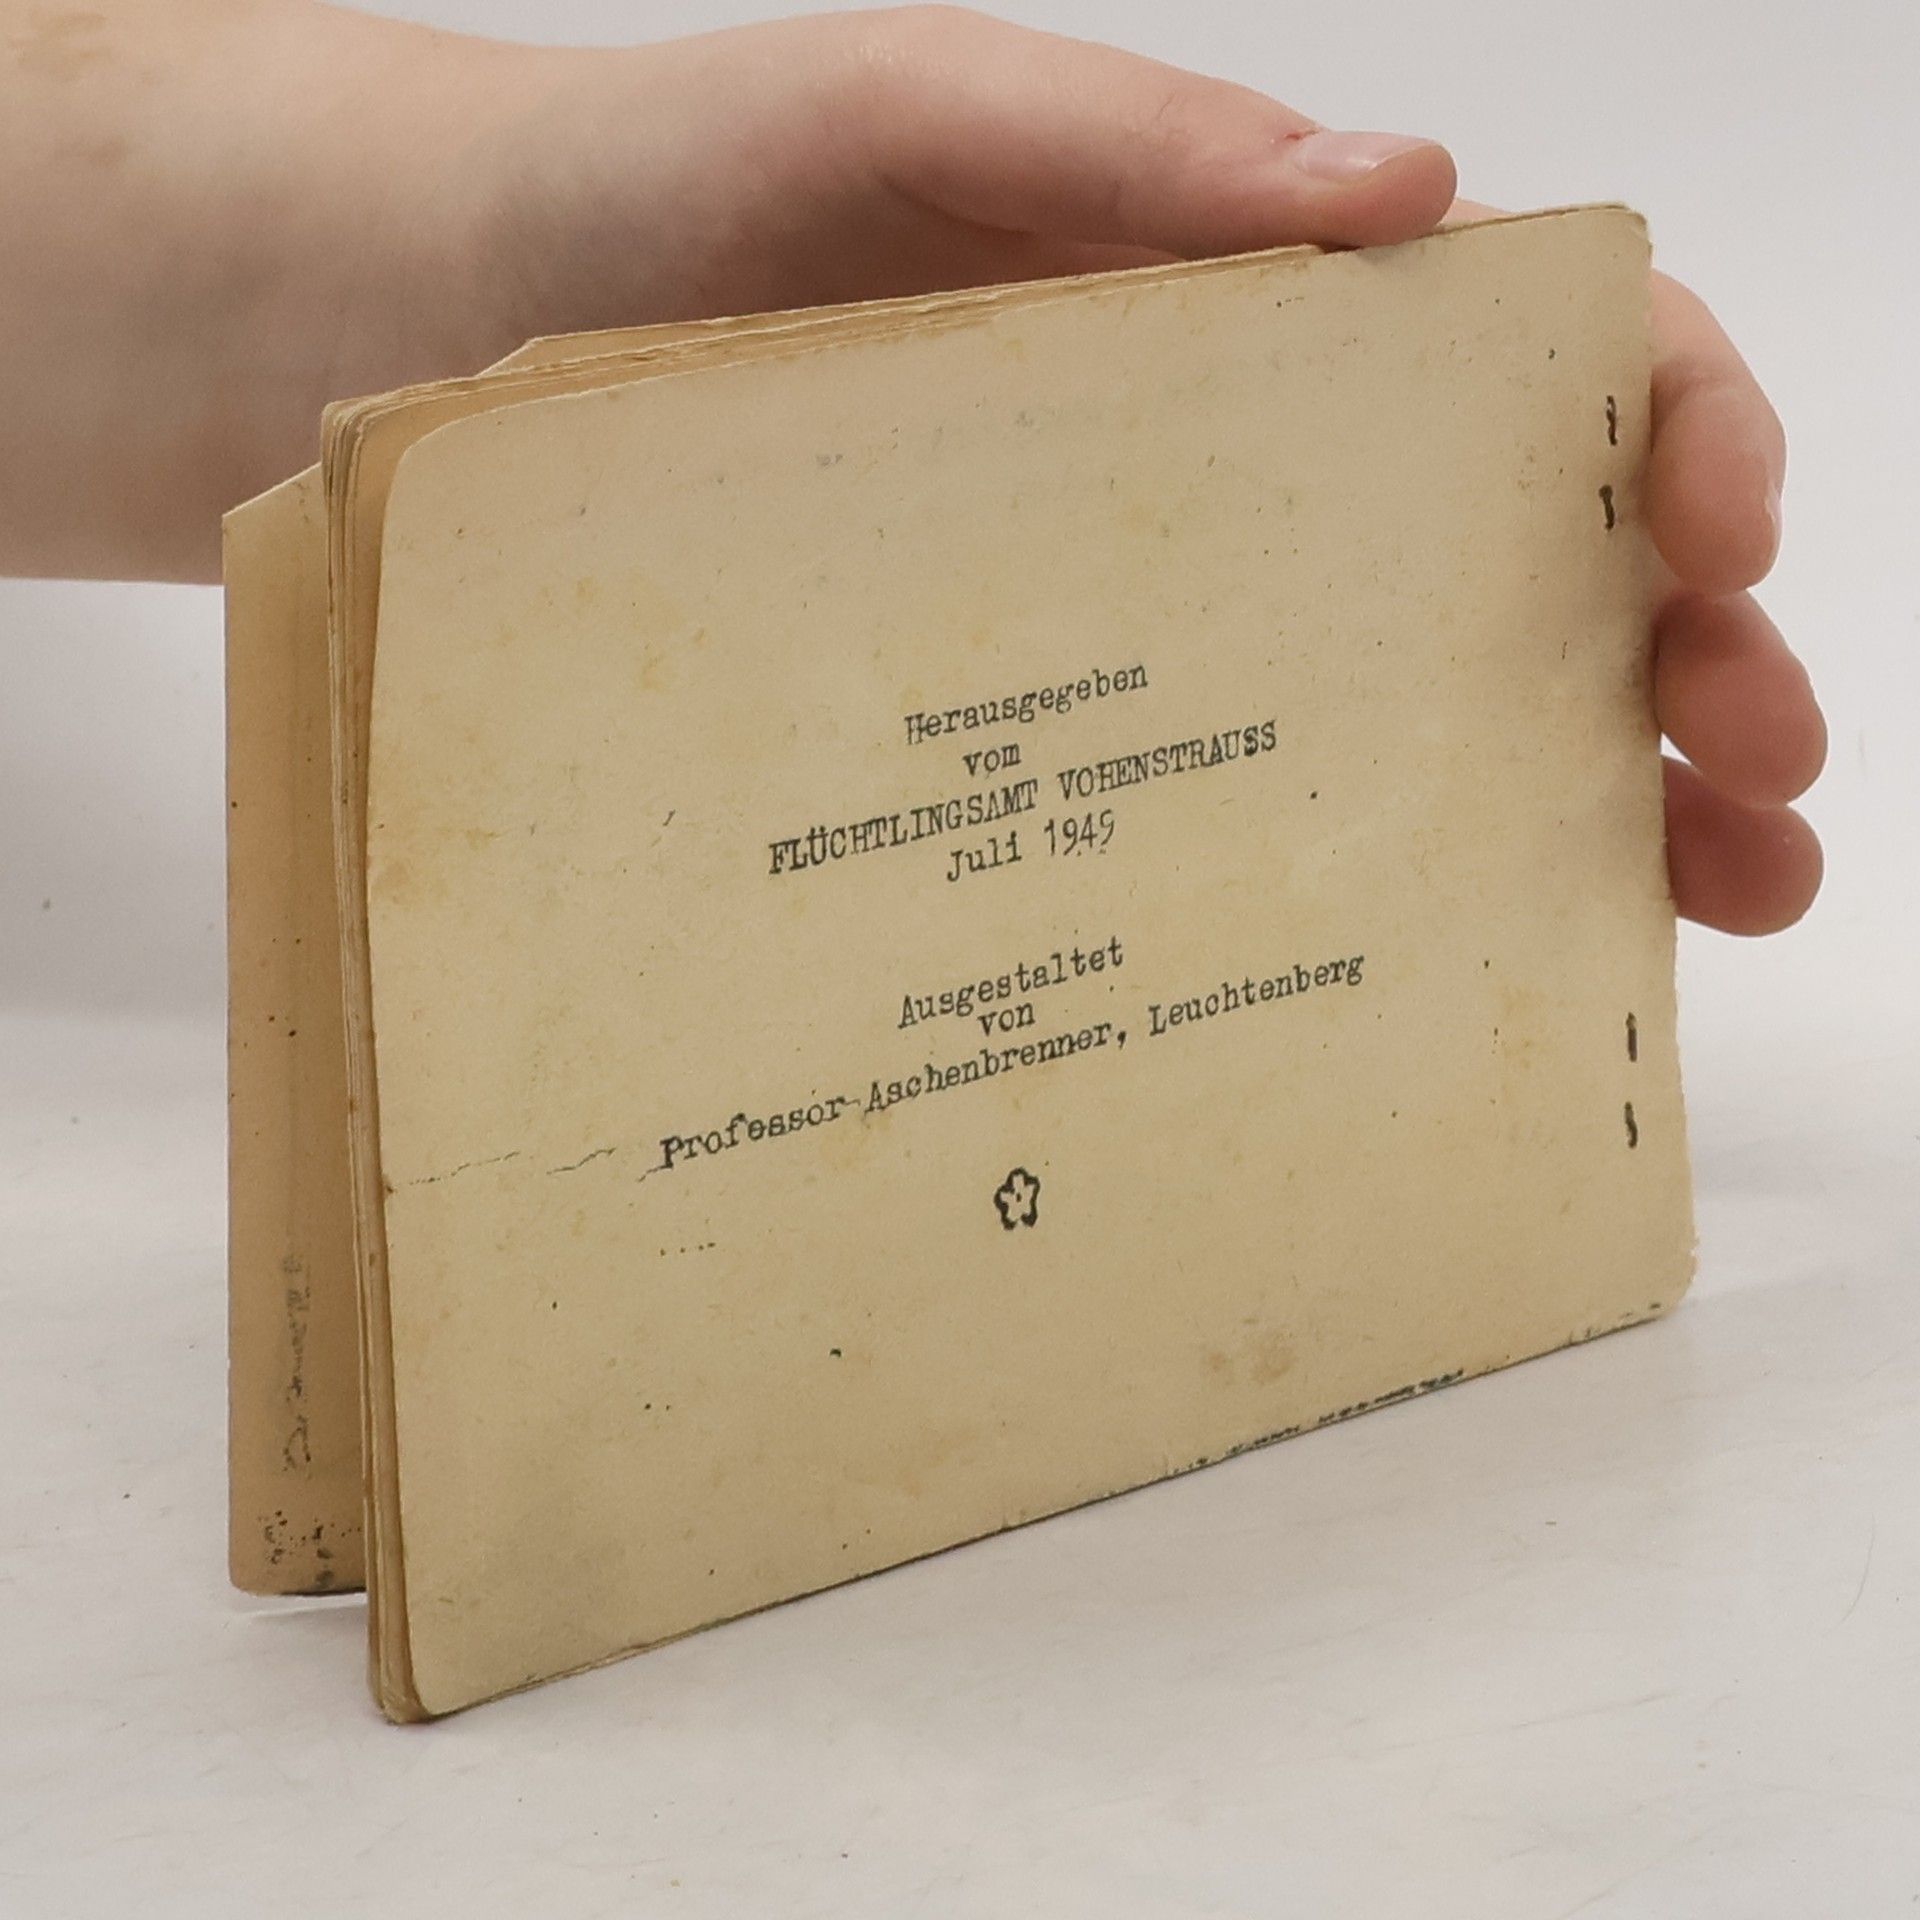 Herausgegeben
vom
FLÜCHTLINGSAMT VOHENSTRAUSS
Juli 1949
Ausgestaltet
von
Professor Aschenbrenner, Leuchtenberg